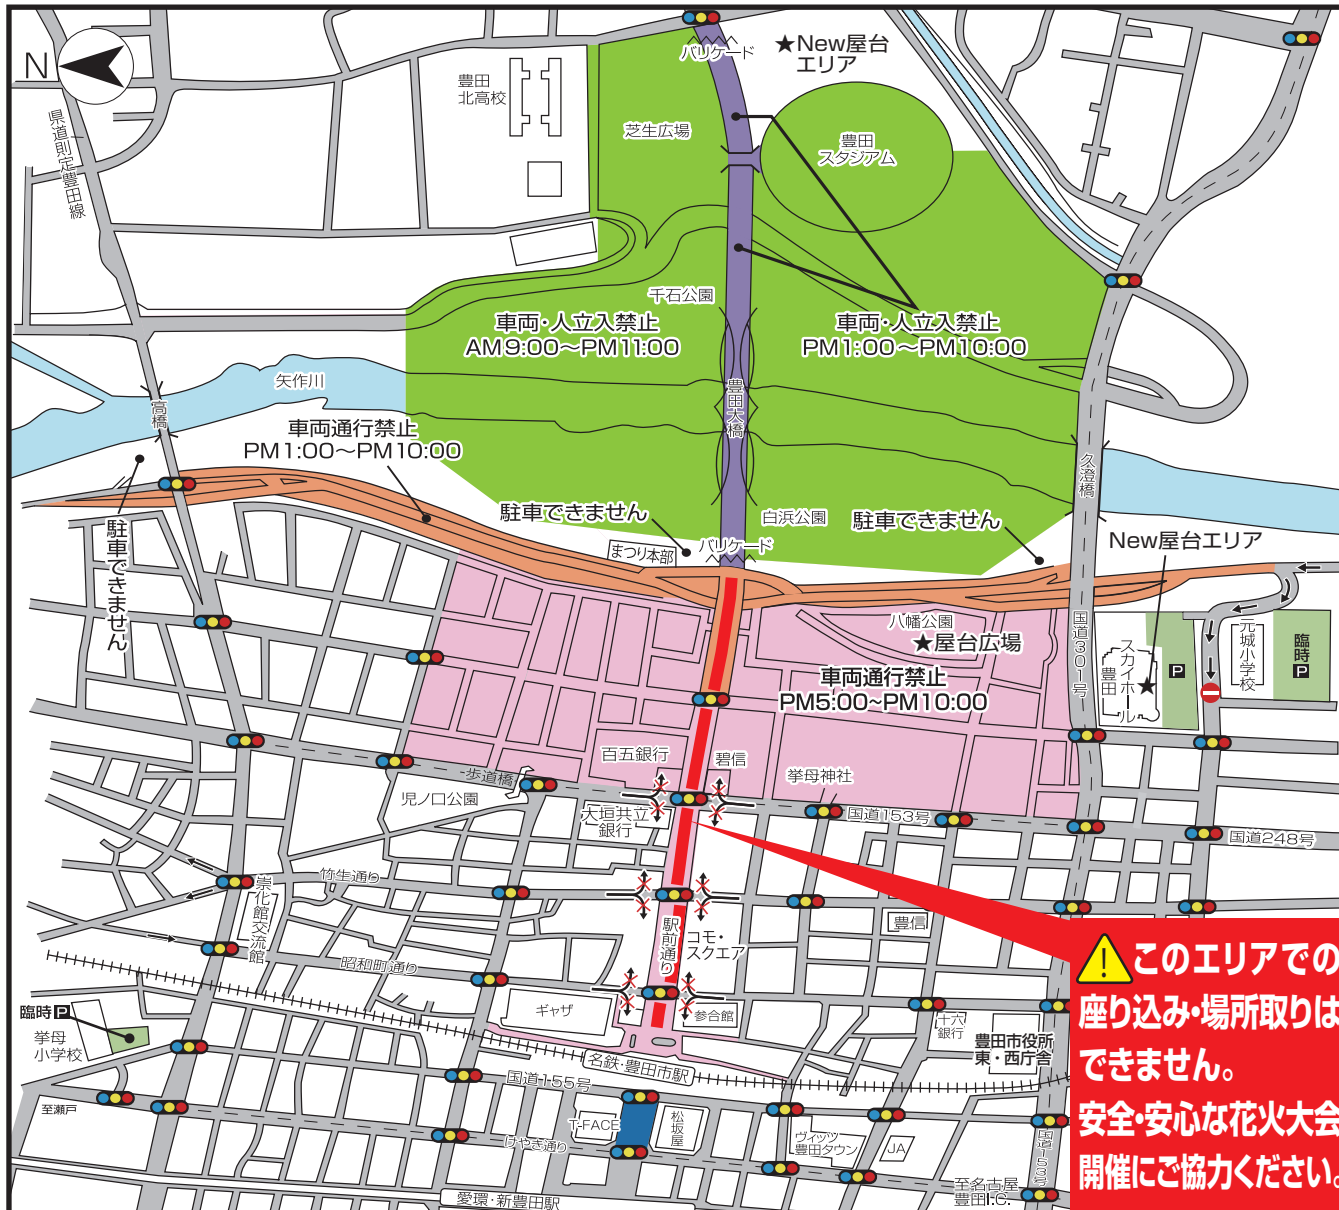 N
県道則定豊田線
豊田
北高校
バリケード
★New屋台
エリア
芝生広場
豊田
スタジアム
千石公園
車両・人立入禁止
AM9:00〜PM11:00
車両・人立入禁止
PM1:00〜PM10:00
矢作川
高橋
豊田大橋
久澄橋
車両通行禁止
PM1:00〜PM10:00
駐車できません
駐車できません
白浜公園
駐車できません
まつり本部
バリケード
New屋台エリア
八幡公園
★屋台広場
車両通行禁止
PM5:00~PM10:00
国道301号
スカイホール
豊田
★
P
元城小学校
臨時
P
百五銀行
碧信
挙母神社
歩道橋
児ノ口公園
大垣共立
銀行
国道153号
国道248号
竹生通り
崇化館交流館
駅前通り
コモ・
スクエア
豊信
昭和町通り
ギャザ
参合館
十六
銀行
豊田市役所
東・西庁舎
臨時P
挙母
小学校
名鉄・豊田市駅
国道155号
至瀬戸
T-FACE
松坂屋
けやき通り
ヴィッツ
豊田タウン
JA
国道153号
愛環・新豊田駅
至名古屋
豊田I.C.
!
このエリアでの
座り込み・場所取りは
できません。
安全・安心な花火大会
開催にご協力ください。